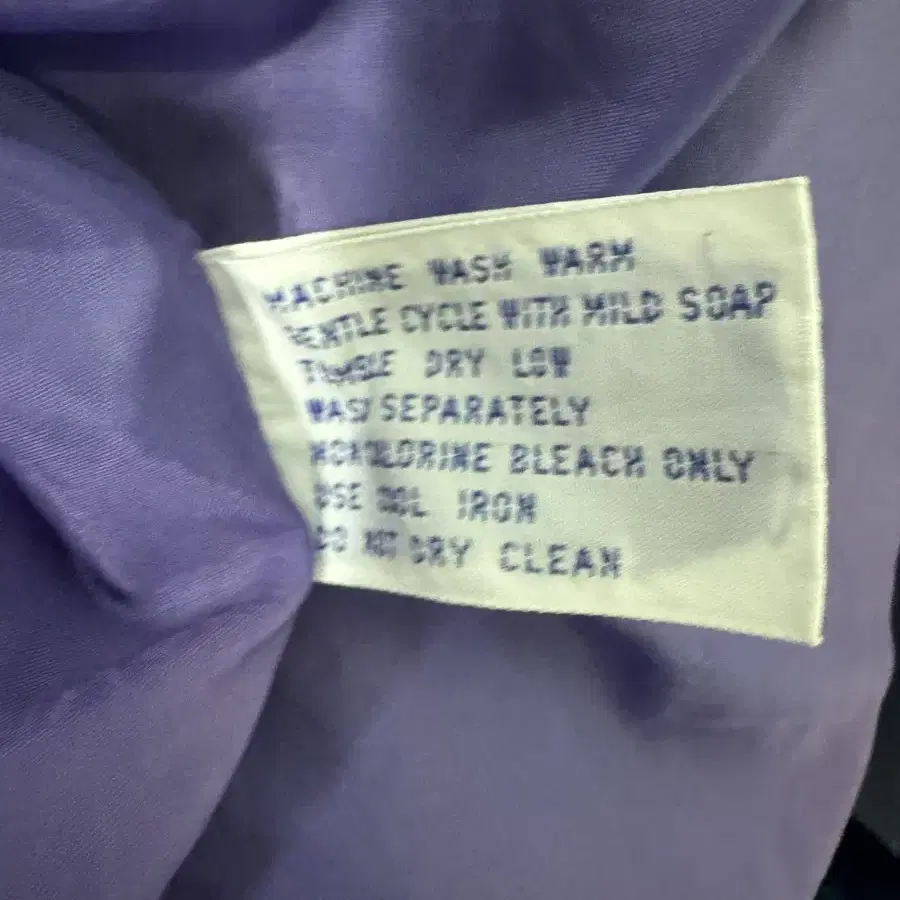 MACHINE WASH WARM
GENTLE CYCLE WITH MILD SOAP
TUMBLE DRY LOW
WASH SEPARATELY
NONCHLORINE BLEACH ONLY
USE COOL IRON
DO NOT DRY CLEAN